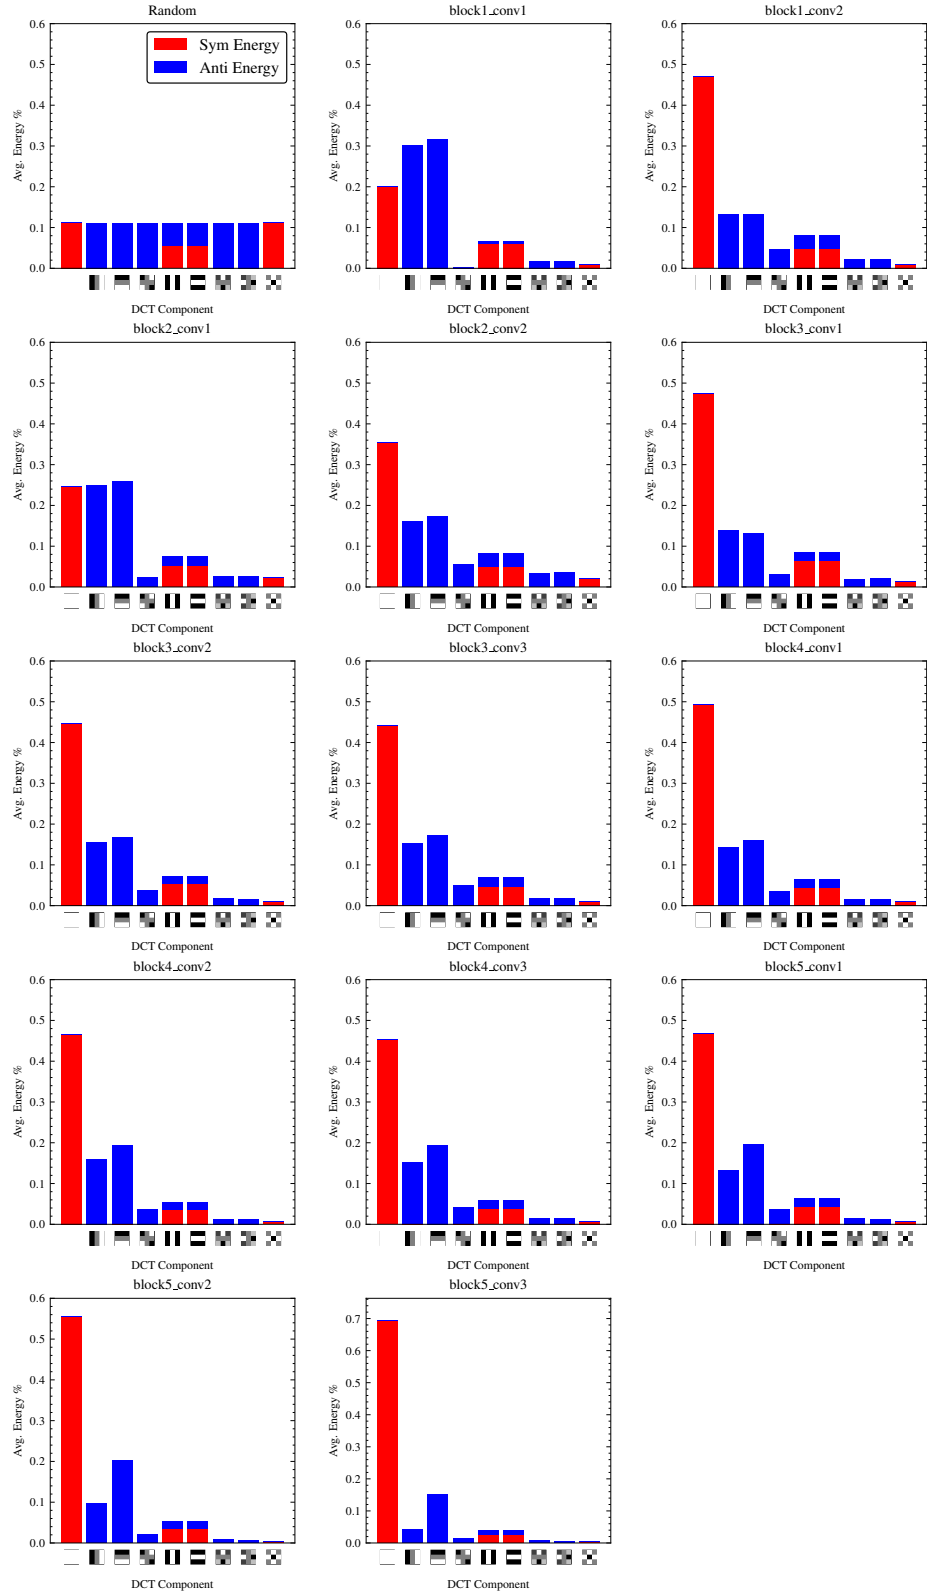 Random
0.6
0.5
0.4
0.3
0.2
0.1
0.0
Avg. Energy %
Sym Energy
Anti Energy
DCT Component
block1_conv1
0.6
0.5
0.4
0.3
0.2
0.1
0.0
Avg. Energy %
DCT Component
block1_conv2
0.6
0.5
0.4
0.3
0.2
0.1
0.0
Avg. Energy %
DCT Component
block2_conv1
0.6
0.5
0.4
0.3
0.2
0.1
0.0
Avg. Energy %
DCT Component
block2_conv2
0.6
0.5
0.4
0.3
0.2
0.1
0.0
Avg. Energy %
DCT Component
block3_conv1
0.6
0.5
0.4
0.3
0.2
0.1
0.0
Avg. Energy %
DCT Component
block3_conv2
0.6
0.5
0.4
0.3
0.2
0.1
0.0
Avg. Energy %
DCT Component
block3_conv3
0.6
0.5
0.4
0.3
0.2
0.1
0.0
Avg. Energy %
DCT Component
block4_conv1
0.6
0.5
0.4
0.3
0.2
0.1
0.0
Avg. Energy %
DCT Component
block4_conv2
0.6
0.5
0.4
0.3
0.2
0.1
0.0
Avg. Energy %
DCT Component
block4_conv3
0.6
0.5
0.4
0.3
0.2
0.1
0.0
Avg. Energy %
DCT Component
block5_conv1
0.6
0.5
0.4
0.3
0.2
0.1
0.0
Avg. Energy %
DCT Component
block5_conv2
0.6
0.5
0.4
0.3
0.2
0.1
0.0
Avg. Energy %
DCT Component
block5_conv3
0.7
0.6
0.5
0.4
0.3
0.2
0.1
0.0
Avg. Energy %
DCT Component